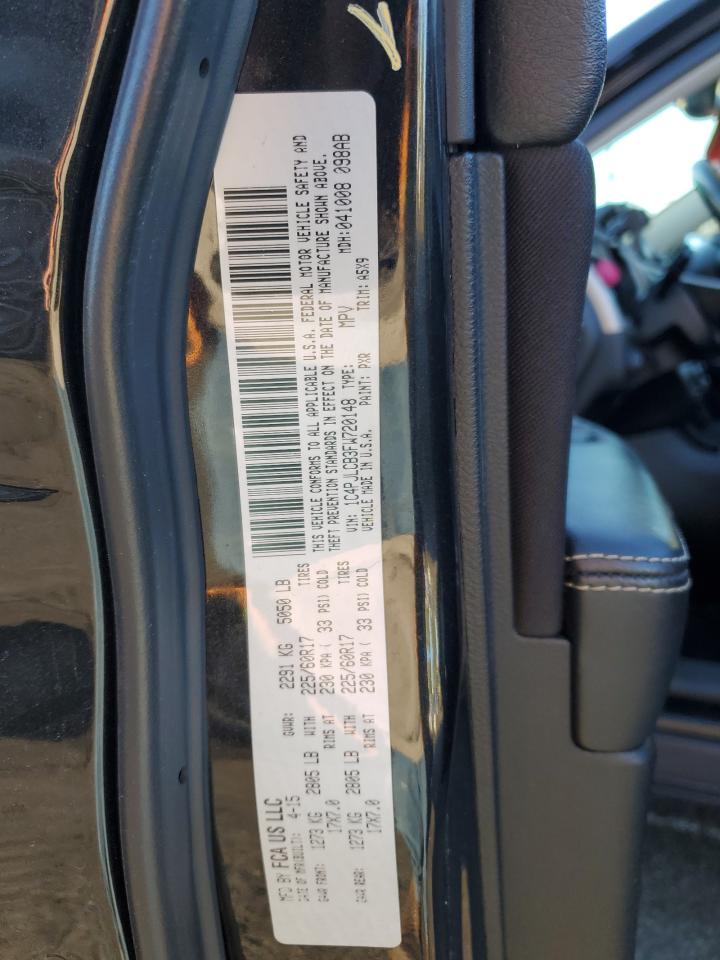 MFD BY FCA US LLC
DATE OF MFR(BUILT): 4-15 GVWR: 2291 KG 5050 LB
GAWR FRONT: 1273 KG 2805 LB WITH 225/60R17 TIRES
17X7.0 RIMS AT 230 KPA ( 33 PSI) COLD
GAWR REAR: 1273 KG 2805 LB WITH 225/60R17 TIRES
17X7.0 RIMS AT 230 KPA ( 33 PSI) COLD
THIS VEHICLE CONFORMS TO ALL APPLICABLE U.S.A. FEDERAL MOTOR VEHICLE SAFETY AND
THEFT PREVENTION STANDARDS IN EFFECT ON THE DATE OF MANUFACTURE SHOWN ABOVE.
VIN: 1C4PJLCB3FW720148 TYPE: MPV MDH:041008 098AB
VEHICLE MADE IN U.S.A. PAINT: PXR TRIM: A5X9